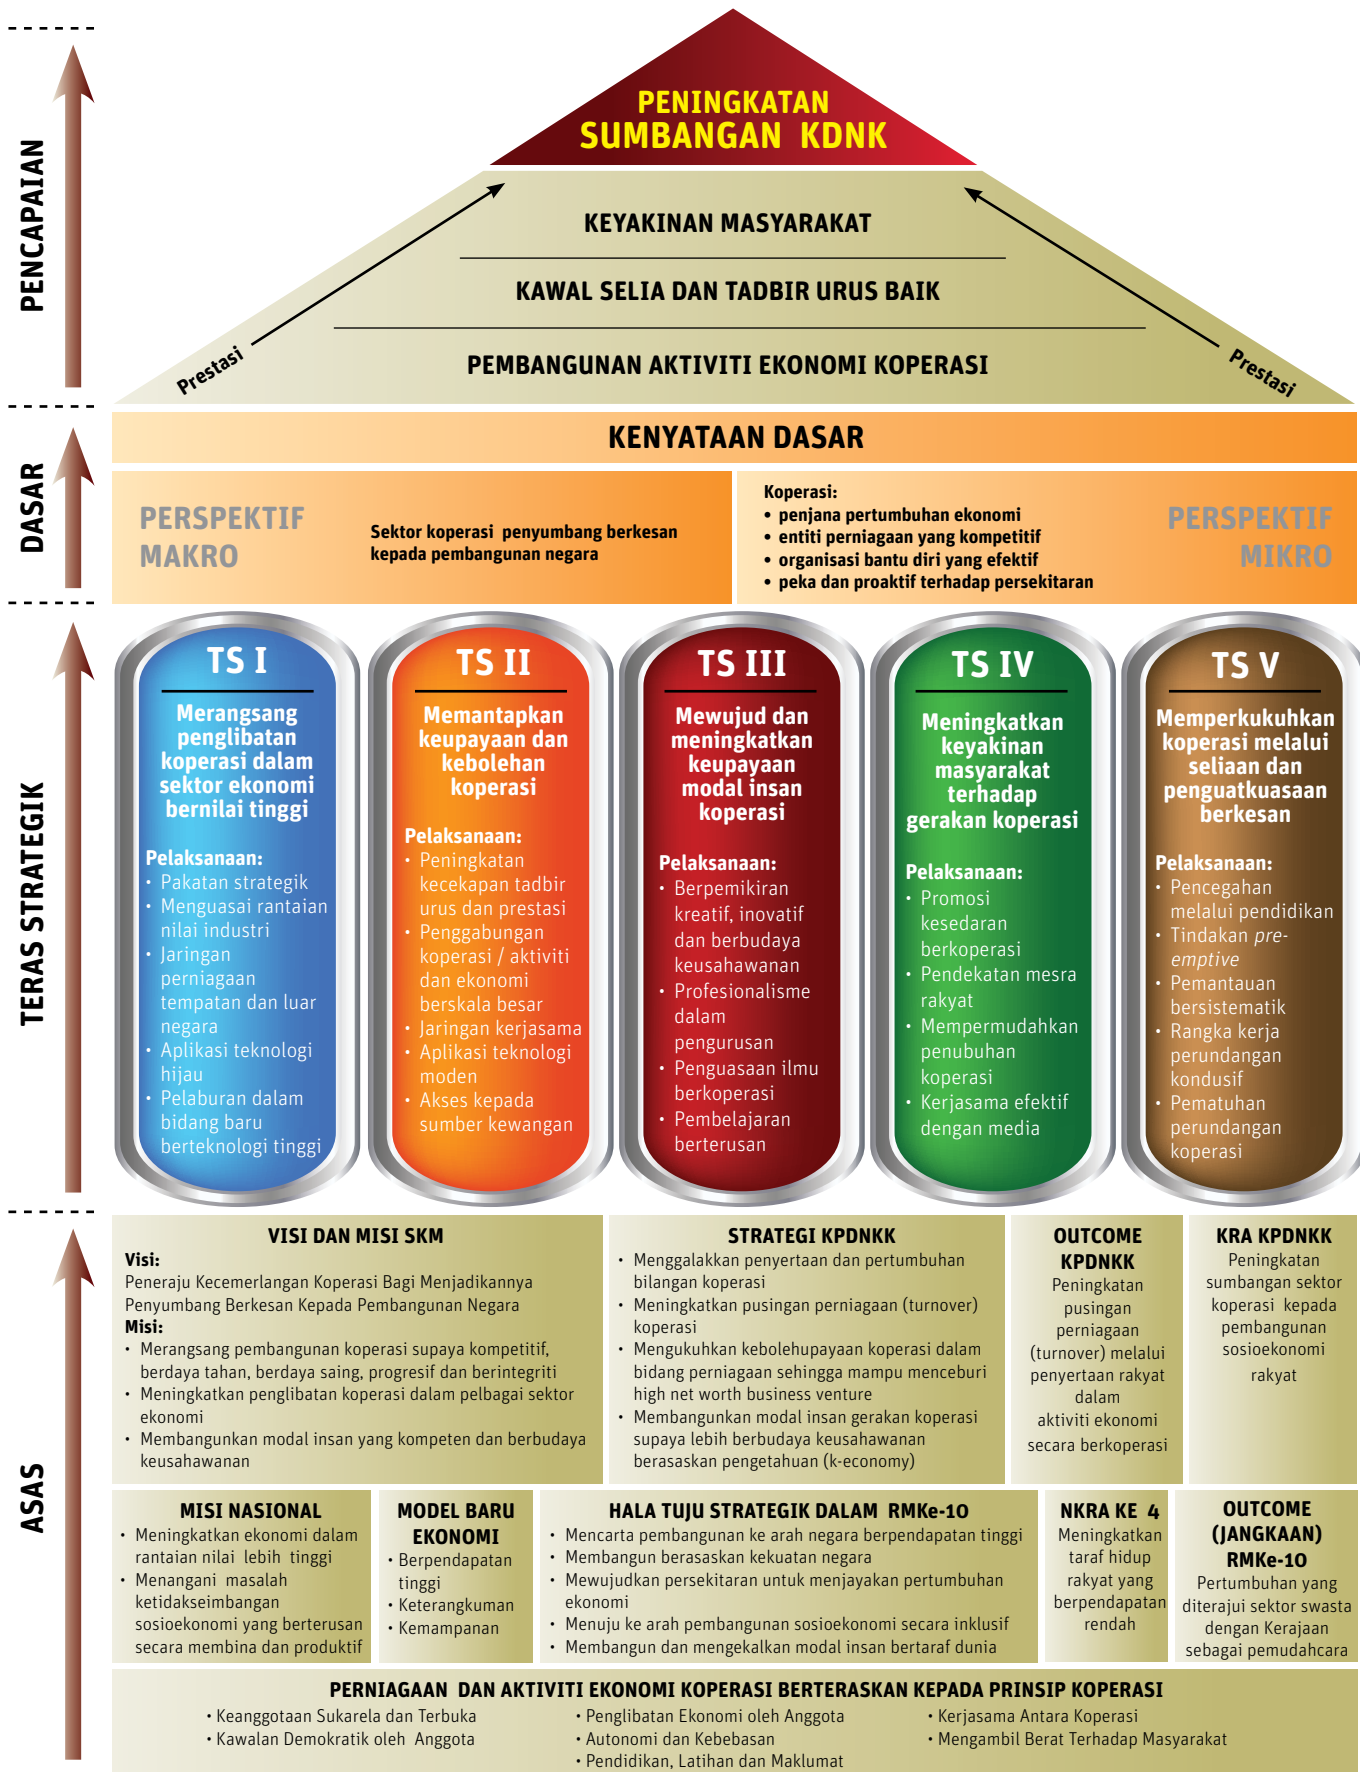 PENCAPAIAN
PENINGKATAN
SUMBANGAN KDNK
KEYAKINAN MASYARAKAT
KAWAL SELIA DAN TADBIR URUS BAIK
PEMBANGUNAN AKTIVITI EKONOMI KOPERASI
Prestasi
Prestasi
DASAR
KENYATAAN DASAR
PERSPEKTIF
MAKRO
Sektor koperasi penyumbang berkesan
kepada pembangunan negara
Koperasi:
• penjana pertumbuhan ekonomi
• entiti perniagaan yang kompetitif
• organisasi bantu diri yang efektif
• peka dan proaktif terhadap persekitaran
PERSPEKTIF
MIKRO
TERAS STRATEGIK
TS I
Merangsang
penglibatan
koperasi dalam
sektor ekonomi
bernilai tinggi
Pelaksanaan:
• Pakatan strategik
• Menguasai rantaian
nilai industri
• Jaringan
perniagaan
tempatan dan luar
negara
• Aplikasi teknologi
hijau
• Pelaburan dalam
bidang baru
berteknologi tinggi
TS II
Memantapkan
keupayaan dan
kebolehan
koperasi
Pelaksanaan:
• Peningkatan
kecekapan tadbir
urus dan prestasi
• Penggabungan
koperasi / aktiviti
dan ekonomi
berskala besar
• Jaringan kerjasama
• Aplikasi teknologi
moden
• Akses kepada
sumber kewangan
TS III
Mewujud dan
meningkatkan
keupayaan
modal insan
koperasi
Pelaksanaan:
• Berpemikiran
kreatif, inovatif
dan berbudaya
keusahawanan
• Profesionalisme
dalam
pengurusan
• Penguasaan ilmu
berkoperasi
• Pembelajaran
berterusan
TS IV
Meningkatkan
keyakinan
masyarakat
terhadap
gerakan koperasi
Pelaksanaan:
• Promosi
kesedaran
berkoperasi
• Pendekatan mesra
rakyat
• Mempermudahkan
penubuhan
koperasi
• Kerjasama efektif
dengan media
TS V
Memperkukuhkan
koperasi melalui
seliaan dan
penguatkuasaan
berkesan
Pelaksanaan:
• Pencegahan
melalui pendidikan
• Tindakan pre-
emptive
• Pemantauan
bersistematik
• Rangka kerja
perundangan
kondusif
• Pematuhan
perundangan
koperasi
ASAS
VISI DAN MISI SKM
Visi:
Peneraju Kecemerlangan Koperasi Bagi Menjadikannya
Penyumbang Berkesan Kepada Pembangunan Negara
Misi:
• Merangsang pembangunan koperasi supaya kompetitif,
berdaya tahan, berdaya saing, progresif dan berintegriti
• Meningkatkan penglibatan koperasi dalam pelbagai sektor
ekonomi
• Membangunkan modal insan yang kompeten dan berbudaya
keusahawanan
STRATEGI KPDNKK
• Menggalakkan penyertaan dan pertumbuhan
bilangan koperasi
• Meningkatkan pusingan perniagaan (turnover)
koperasi
• Mengukuhkan kebolehupayaan koperasi dalam
bidang perniagaan sehingga mampu menceburi
high net worth business venture
• Membangunkan modal insan gerakan koperasi
supaya lebih berbudaya keusahawanan
berasaskan pengetahuan (k-economy)
OUTCOME
KPDNKK
Peningkatan
pusingan
perniagaan
(turnover) melalui
penyertaan rakyat
dalam
aktiviti ekonomi
secara berkoperasi
KRA KPDNKK
Peningkatan
sumbangan sektor
koperasi kepada
pembangunan
sosioekonomi
rakyat
MISI NASIONAL
• Meningkatkan ekonomi dalam
rantaian nilai lebih tinggi
• Menangani masalah
ketidakseimbangan
sosioekonomi yang berterusan
secara membina dan produktif
MODEL BARU
EKONOMI
• Berpendapatan
tinggi
• Keterangkuman
• Kemampanan
HALA TUJU STRATEGIK DALAM RMKe-10
• Mencarta pembangunan ke arah negara berpendapatan tinggi
• Membangun berasaskan kekuatan negara
• Mewujudkan persekitaran untuk menjayakan pertumbuhan
ekonomi
• Menuju ke arah pembangunan sosioekonomi secara inklusif
• Membangun dan mengekalkan modal insan bertaraf dunia
NKRA KE 4
Meningkatkan
taraf hidup
rakyat yang
berpendapatan
rendah
OUTCOME
(JANGKAAN)
RMKe-10
Pertumbuhan yang
diterajui sektor swasta
dengan Kerajaan
sebagai pemudahcara
PERNIAGAAN DAN AKTIVITI EKONOMI KOPERASI BERTERASKAN KEPADA PRINSIP KOPERASI
• Keanggotaan Sukarela dan Terbuka
• Kawalan Demokratik oleh Anggota
• Penglibatan Ekonomi oleh Anggota
• Autonomi dan Kebebasan
• Pendidikan, Latihan dan Maklumat
• Kerjasama Antara Koperasi
• Mengambil Berat Terhadap Masyarakat